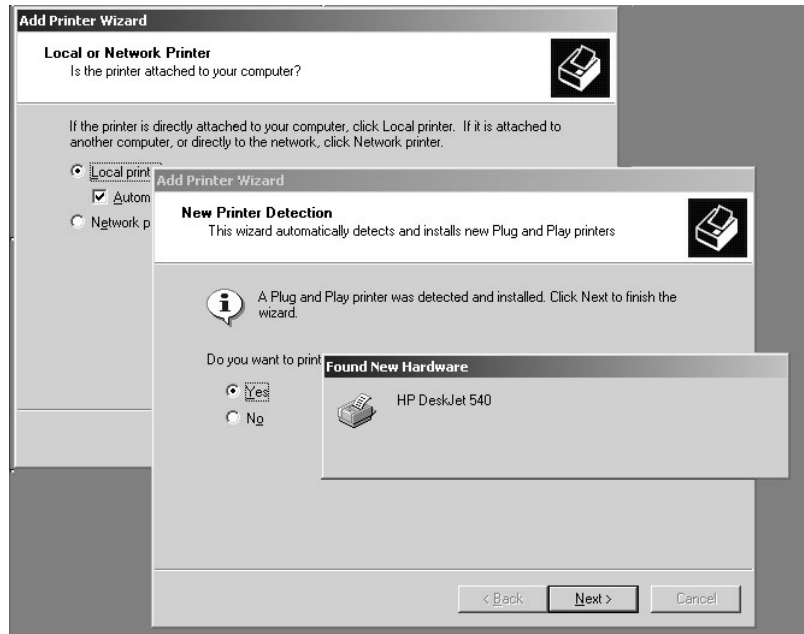 Add Printer Wizard
Local or Network Printer
Is the printer attached to your computer?
If the printer is directly attached to your computer, click Local printer. If it is attached to
another computer, or directly to the network, click Network printer.
Local print
Autom
Network p
Add Printer Wizard
New Printer Detection
This wizard automatically detects and installs new Plug and Play printers
A Plug and Play printer was detected and installed. Click Next to finish the
wizard.
Do you want to print
Yes
No
Found New Hardware
HP DeskJet 540
< Back
Next >
Cancel